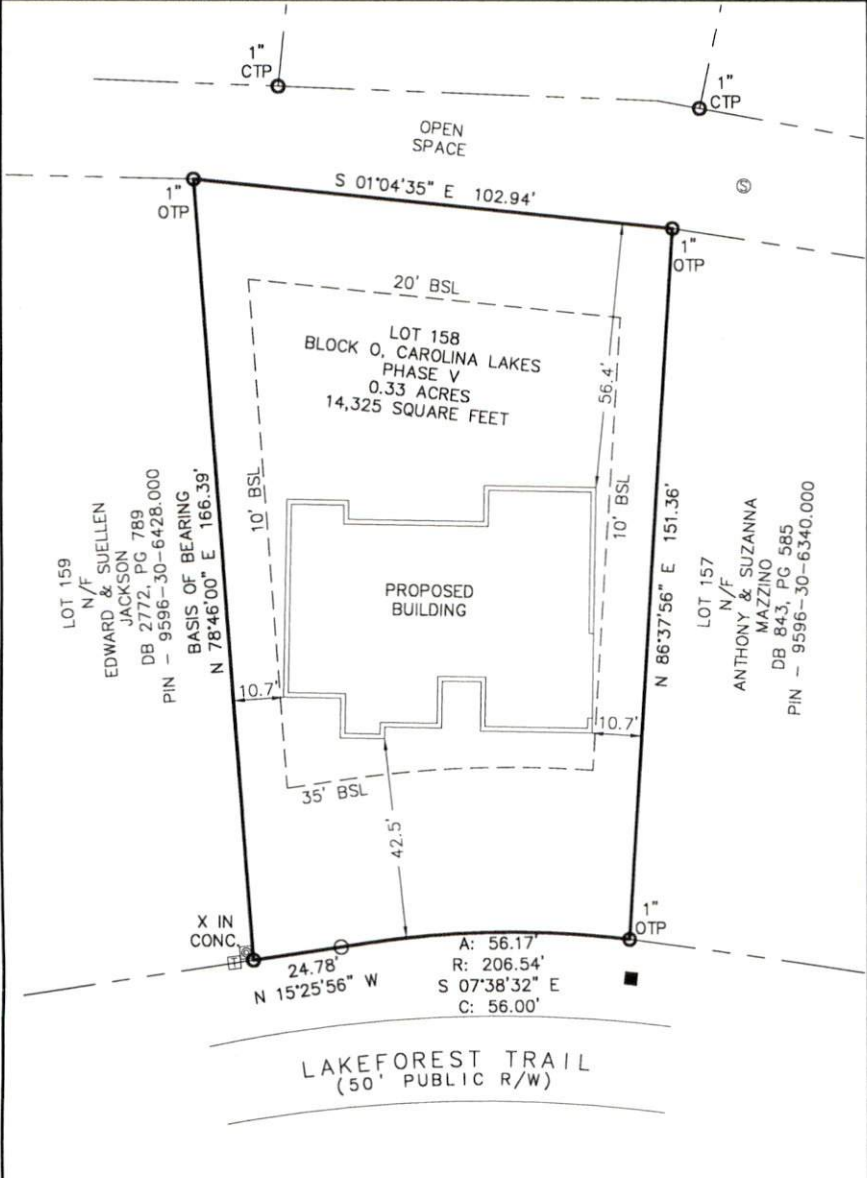 1"
CTP
1"
CTP
OPEN
SPACE
S 01°04'35" E 102.94'
1"
OTP
Ⓢ
1"
OTP
20' BSL
LOT 158
BLOCK O, CAROLINA LAKES
PHASE V
0.33 ACRES
14,325 SQUARE FEET
56.4'
10' BSL
10' BSL
LOT 159
N/F
EDWARD & SUELLEN
JACKSON
DB 2772, PG 789
PIN - 9596-30-6428.000
BASIS OF BEARING
N 78°46'00" E 166.39'
PROPOSED
BUILDING
N 86°37'56" E 151.36'
LOT 157
N/F
ANTHONY & SUZANNA
MAZZINO
DB 843, PG 585
PIN - 9596-30-6340.000
10.7'
10.7'
35' BSL
42.5'
X IN
CONC.
T
1"
OTP
24.78'
N 15°25'56" W
A: 56.17'
R: 206.54'
S 07°38'32" E
C: 56.00'
LAKEFOREST TRAIL
(50' PUBLIC R/W)